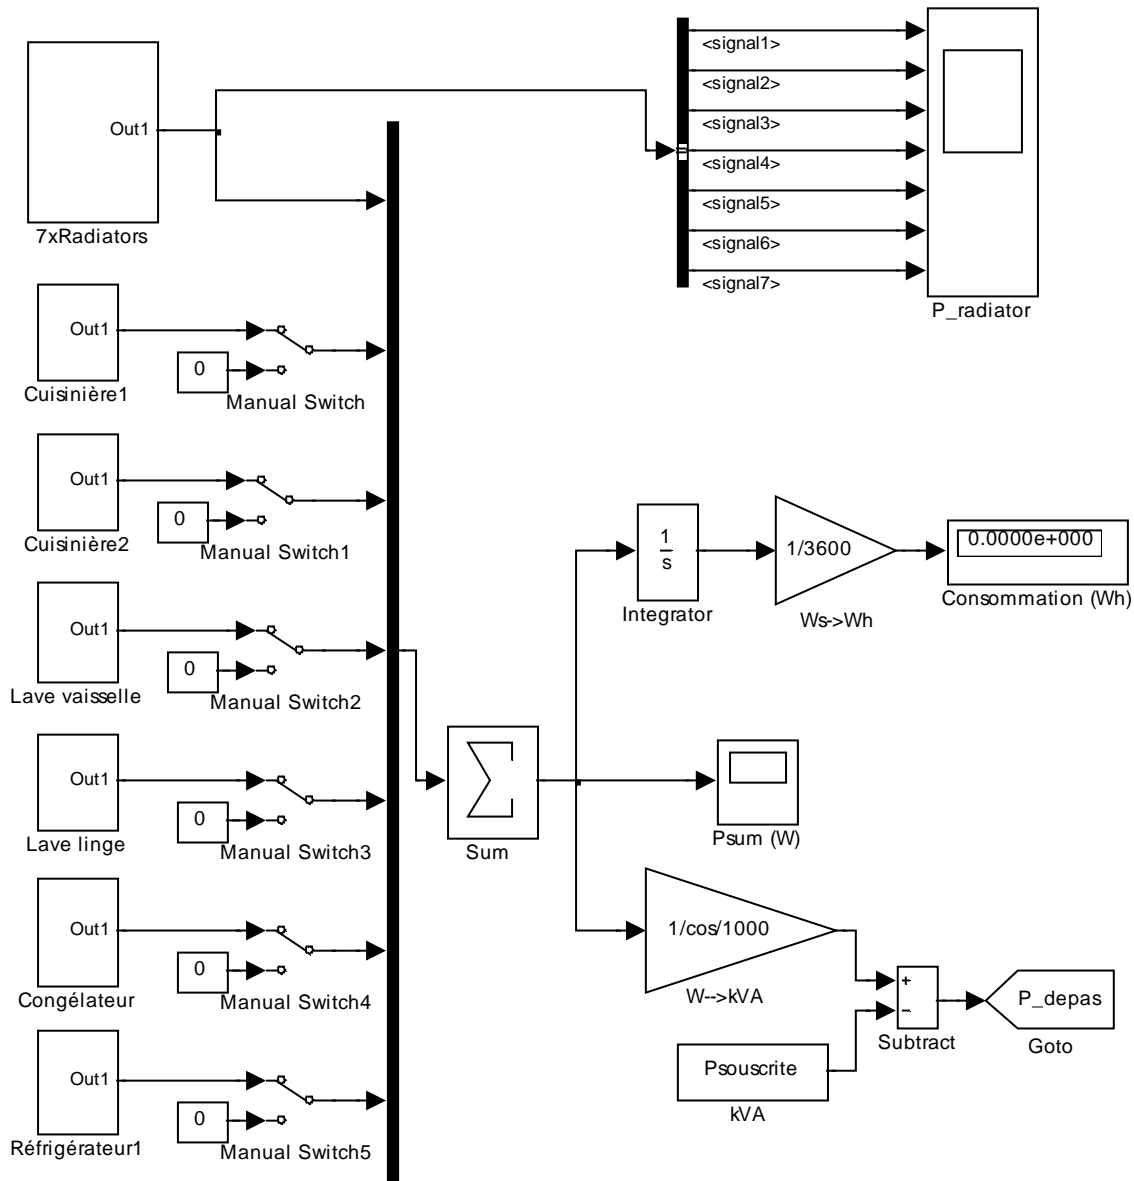 <signal1>
<signal2>
<signal3>
<signal4>
<signal5>
<signal6>
<signal7>
P_radiator
Out1
7xRadiators
Out1
Cuisinière1
0
Manual Switch
Out1
Cuisinière2
0
Manual Switch1
Out1
Lave vaisselle
0
Manual Switch2
Out1
Lave linge
0
Manual Switch3
Out1
Congélateur
0
Manual Switch4
Out1
Réfrigérateur1
0
Manual Switch5
Sum
1
s
Integrator
1/3600
Ws->Wh
0.0000e+000
Consommation (Wh)
Psum (W)
1/cos/1000
W-->kVA
Psouscrite
kVA
+
−
Subtract
P_depas
Goto